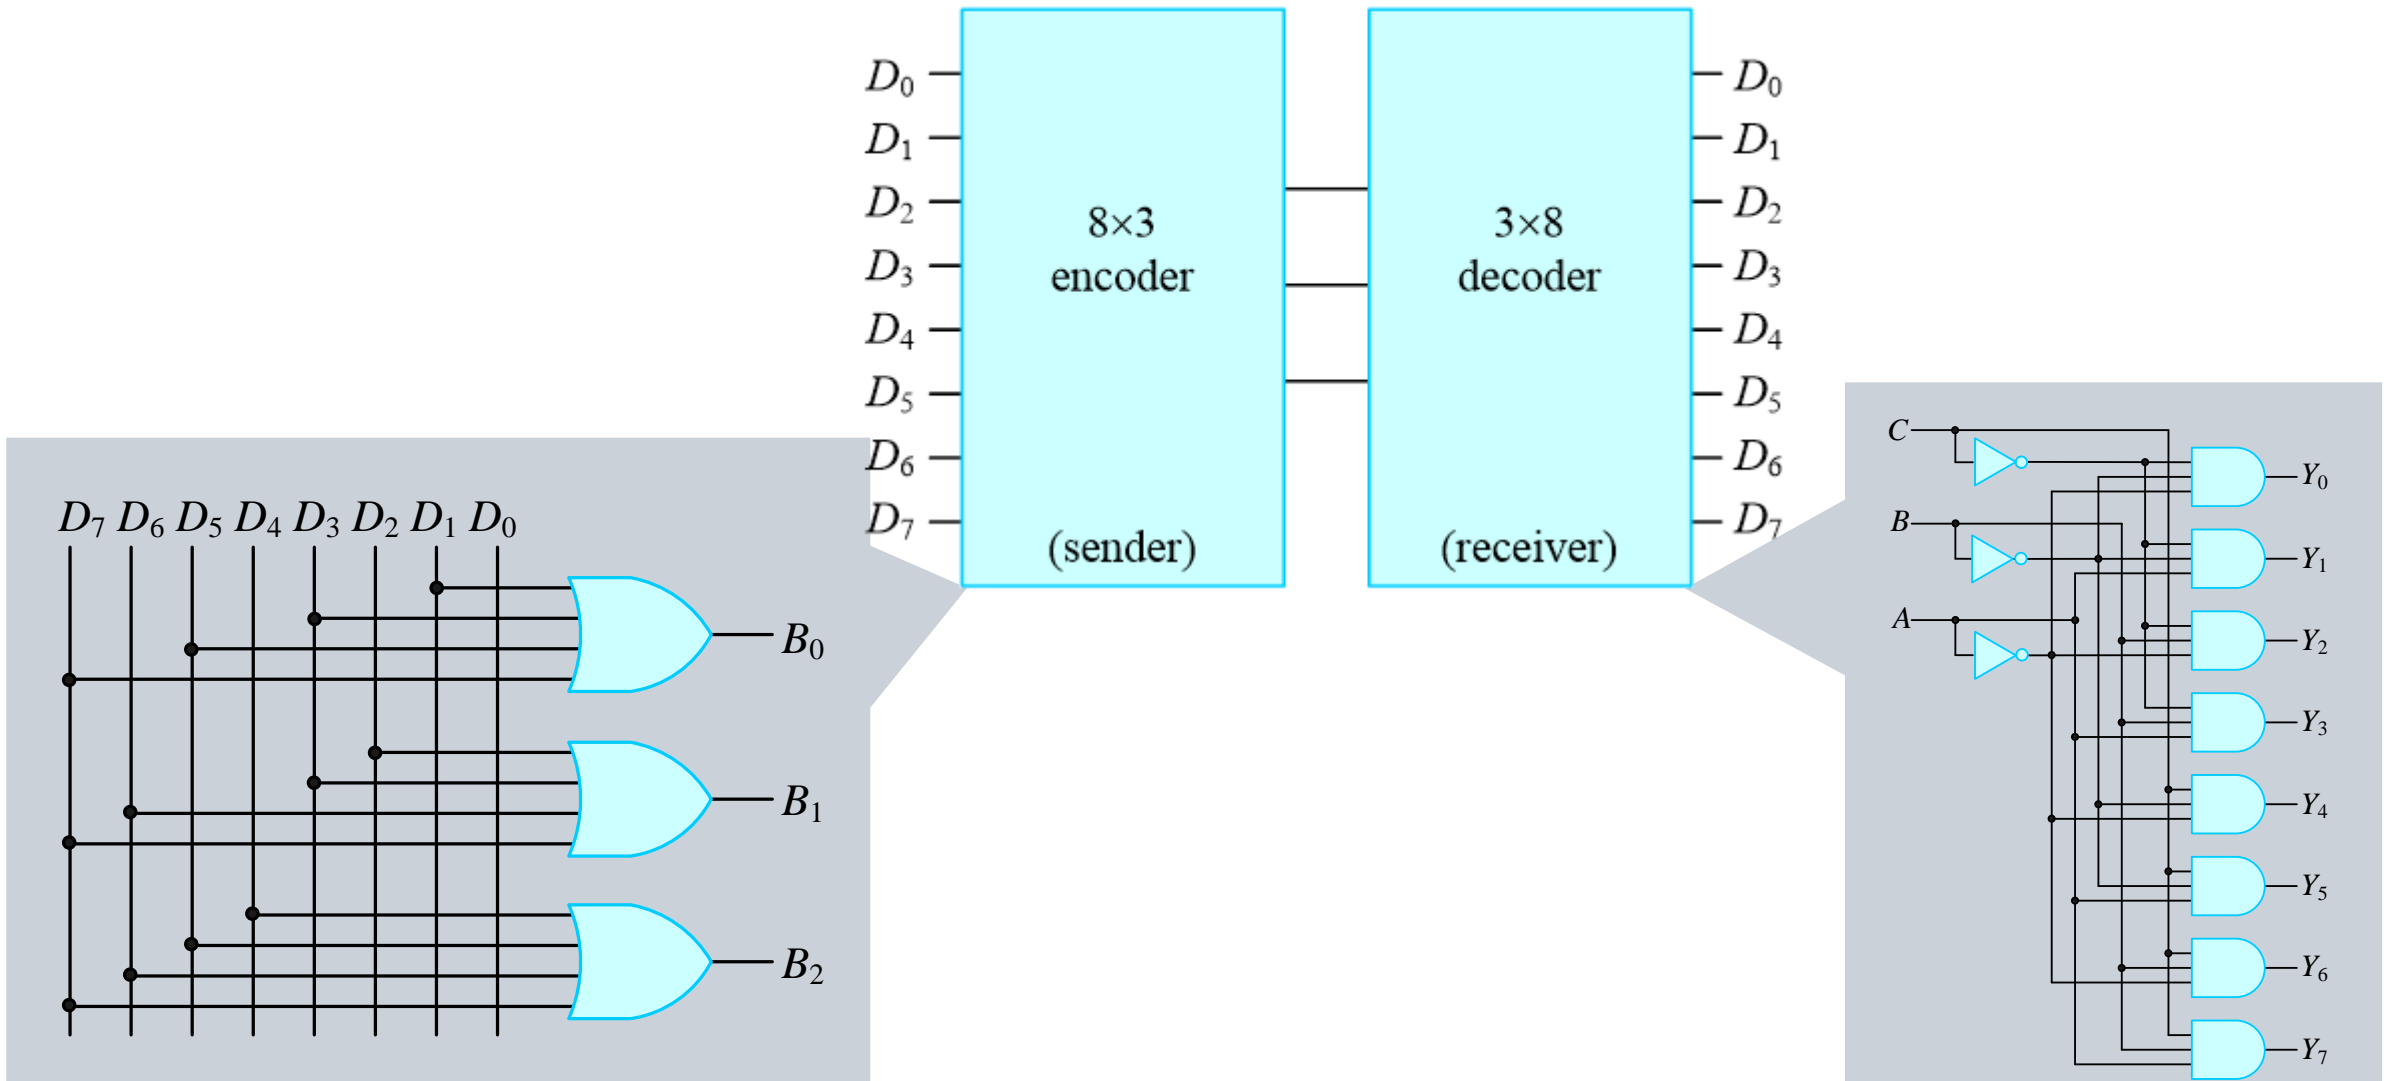 D₀ D₀
D₁ D₁
D₂ 8×3 3×8 D₂
D₃ encoder decoder D₃
D₄ D₄
D₅ D₅
D₆ D₆
D₇ (sender) (receiver) D₇
D₇ D₆ D₅ D₄ D₃ D₂ D₁ D₀
B₀
B₁
B₂
C
B
A
Y₀
Y₁
Y₂
Y₃
Y₄
Y₅
Y₆
Y₇